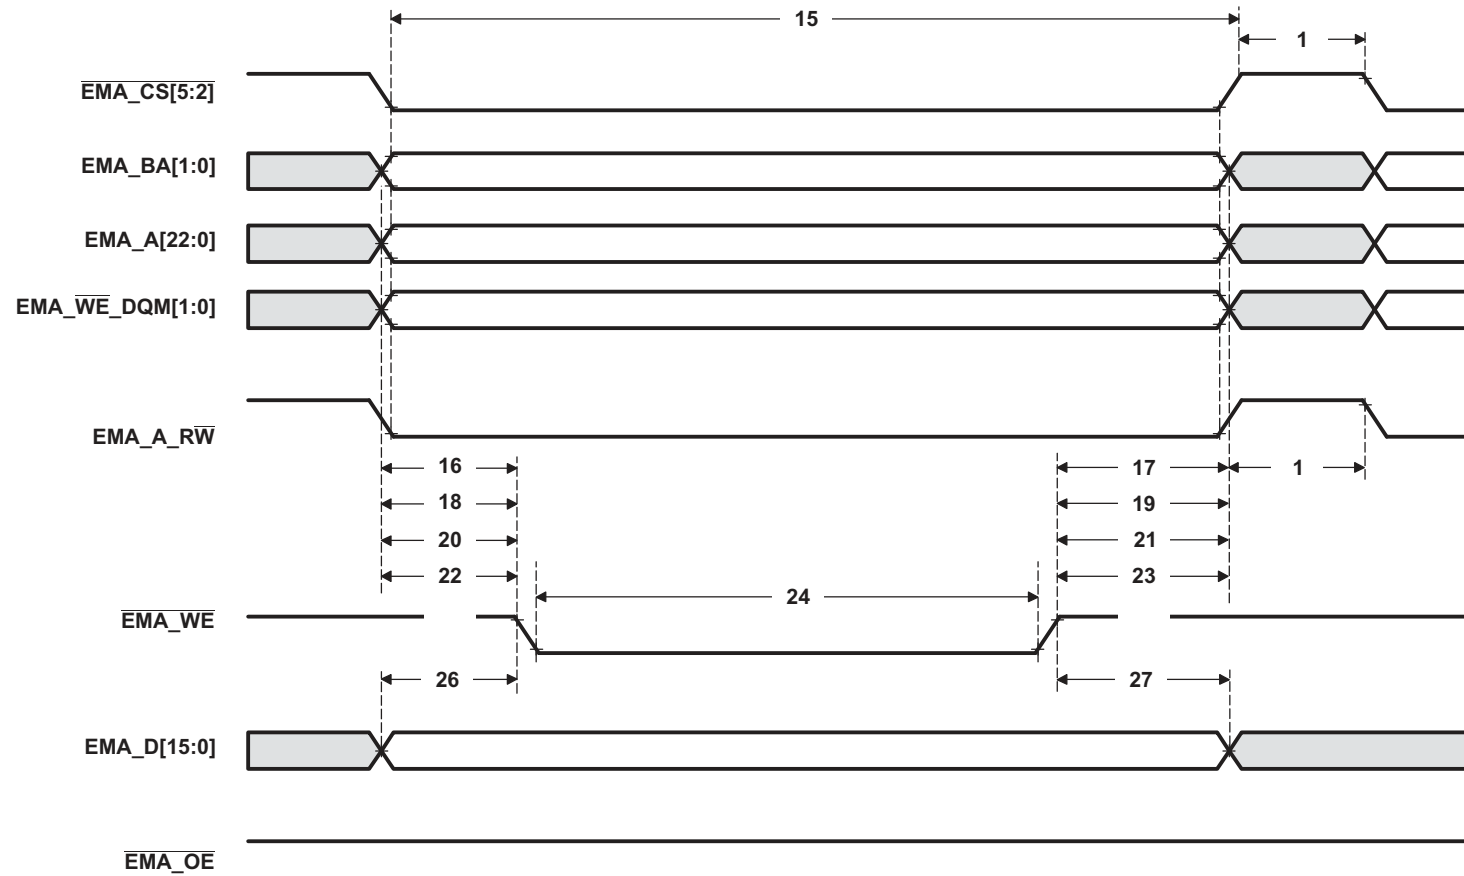 15
1
EMA_CS[5:2]
EMA_BA[1:0]
EMA_A[22:0]
EMA_WE_DQM[1:0]
EMA_A_RW
16 17 1
18 19
20 21
22 23
24
EMA_WE
26 27
EMA_D[15:0]
EMA_OE